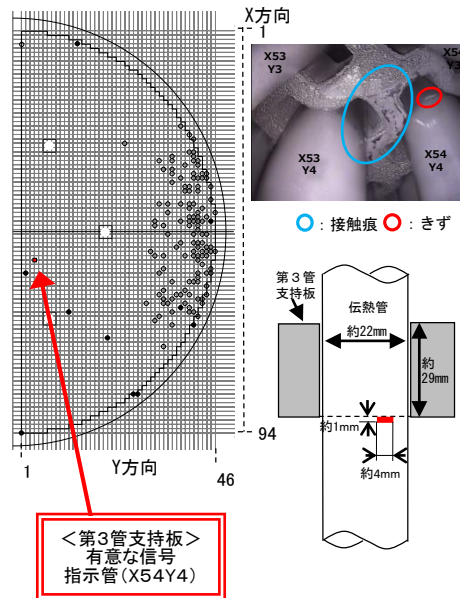 X方向
1
94
1
Y方向
46
<第3管支持板>
有意な信号
指示管(X54Y4)
X53
Y3
X54
Y3
X53
Y4
X54
Y4
〇:接触痕 〇:きず
第3管
支持板
伝熱管
約22mm
約
29mm
約1mm
約4mm